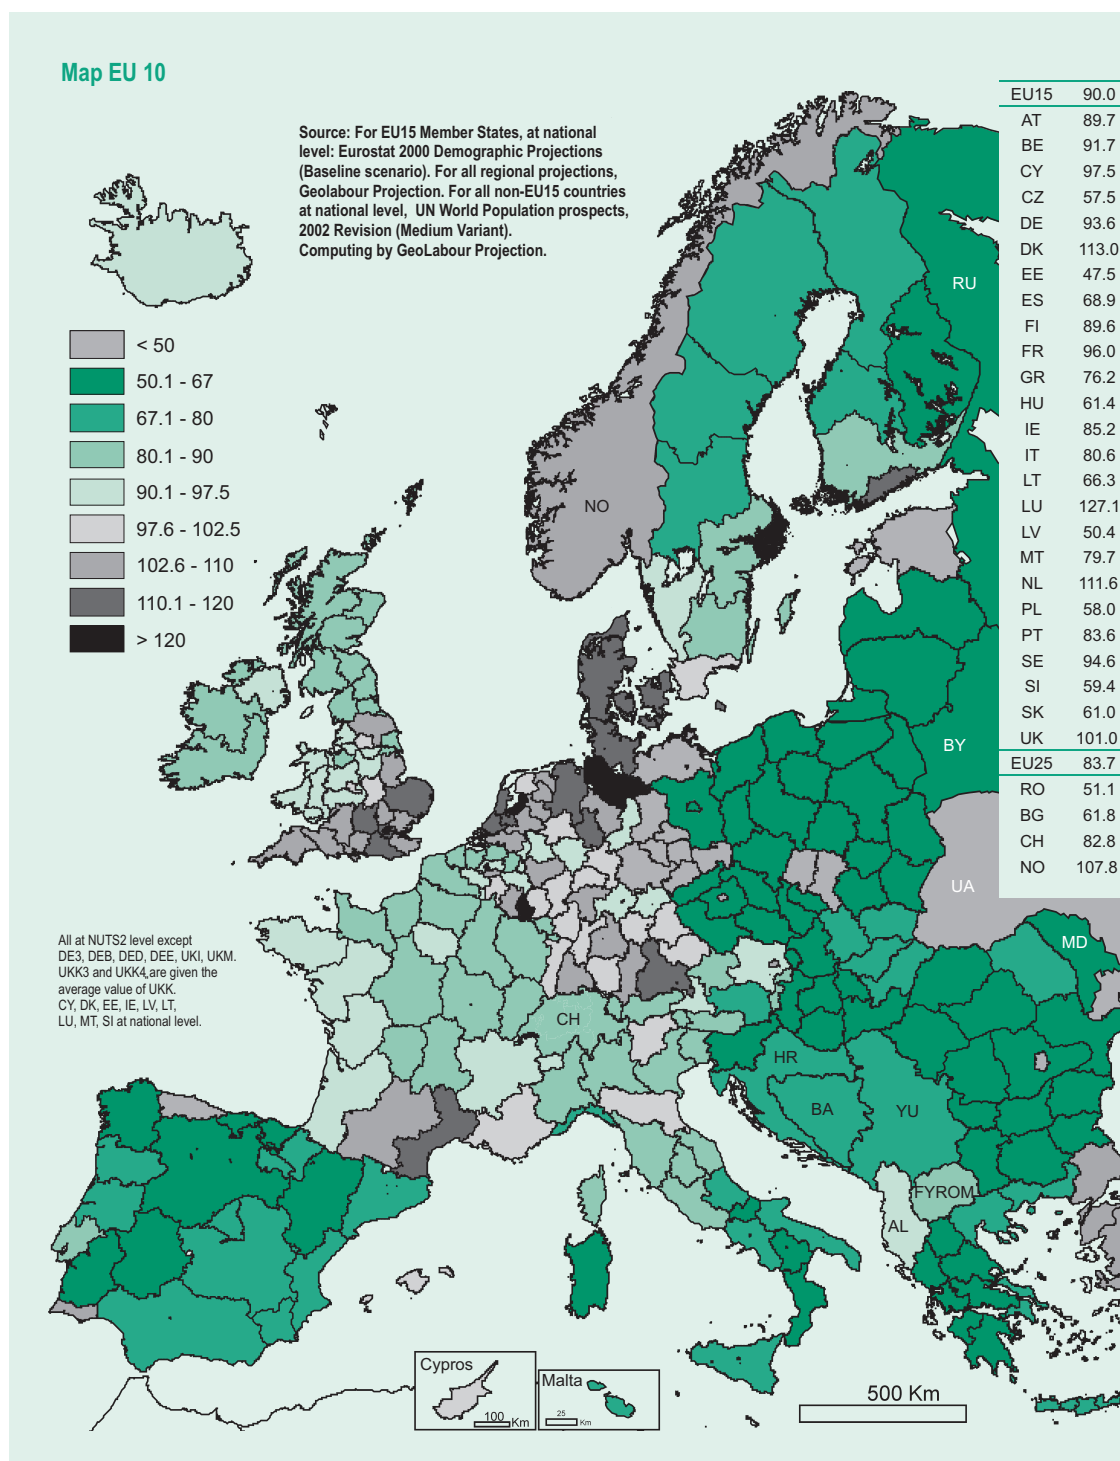 Map EU 10
Source: For EU15 Member States, at national
level: Eurostat 2000 Demographic Projections
(Baseline scenario). For all regional projections,
Geolabour Projection. For all non-EU15 countries
at national level, UN World Population prospects,
2002 Revision (Medium Variant).
Computing by GeoLabour Projection.
EU15 90.0
AT 89.7
BE 91.7
CY 97.5
CZ 57.5
DE 93.6
DK 113.0
EE 47.5
ES 68.9
FI 89.6
FR 96.0
GR 76.2
HU 61.4
IE 85.2
IT 80.6
LT 66.3
LU 127.1
LV 50.4
MT 79.7
NL 111.6
PL 58.0
PT 83.6
SE 94.6
SI 59.4
SK 61.0
UK 101.0
EU25 83.7
RO 51.1
BG 61.8
CH 82.8
NO 107.8
< 50
50.1 - 67
67.1 - 80
80.1 - 90
90.1 - 97.5
97.6 - 102.5
102.6 - 110
110.1 - 120
> 120
RU
NO
BY
UA
MD
CH
HR
BA
YU
FYROM
AL
All at NUTS2 level except
DE3, DEB, DED, DEE, UKI, UKM.
UKK3 and UKK4, are given the
average value of UKK.
CY, DK, EE, IE, LV, LT,
LU, MT, SI at national level.
Cypros
100 Km
Malta
25 Km
500 Km